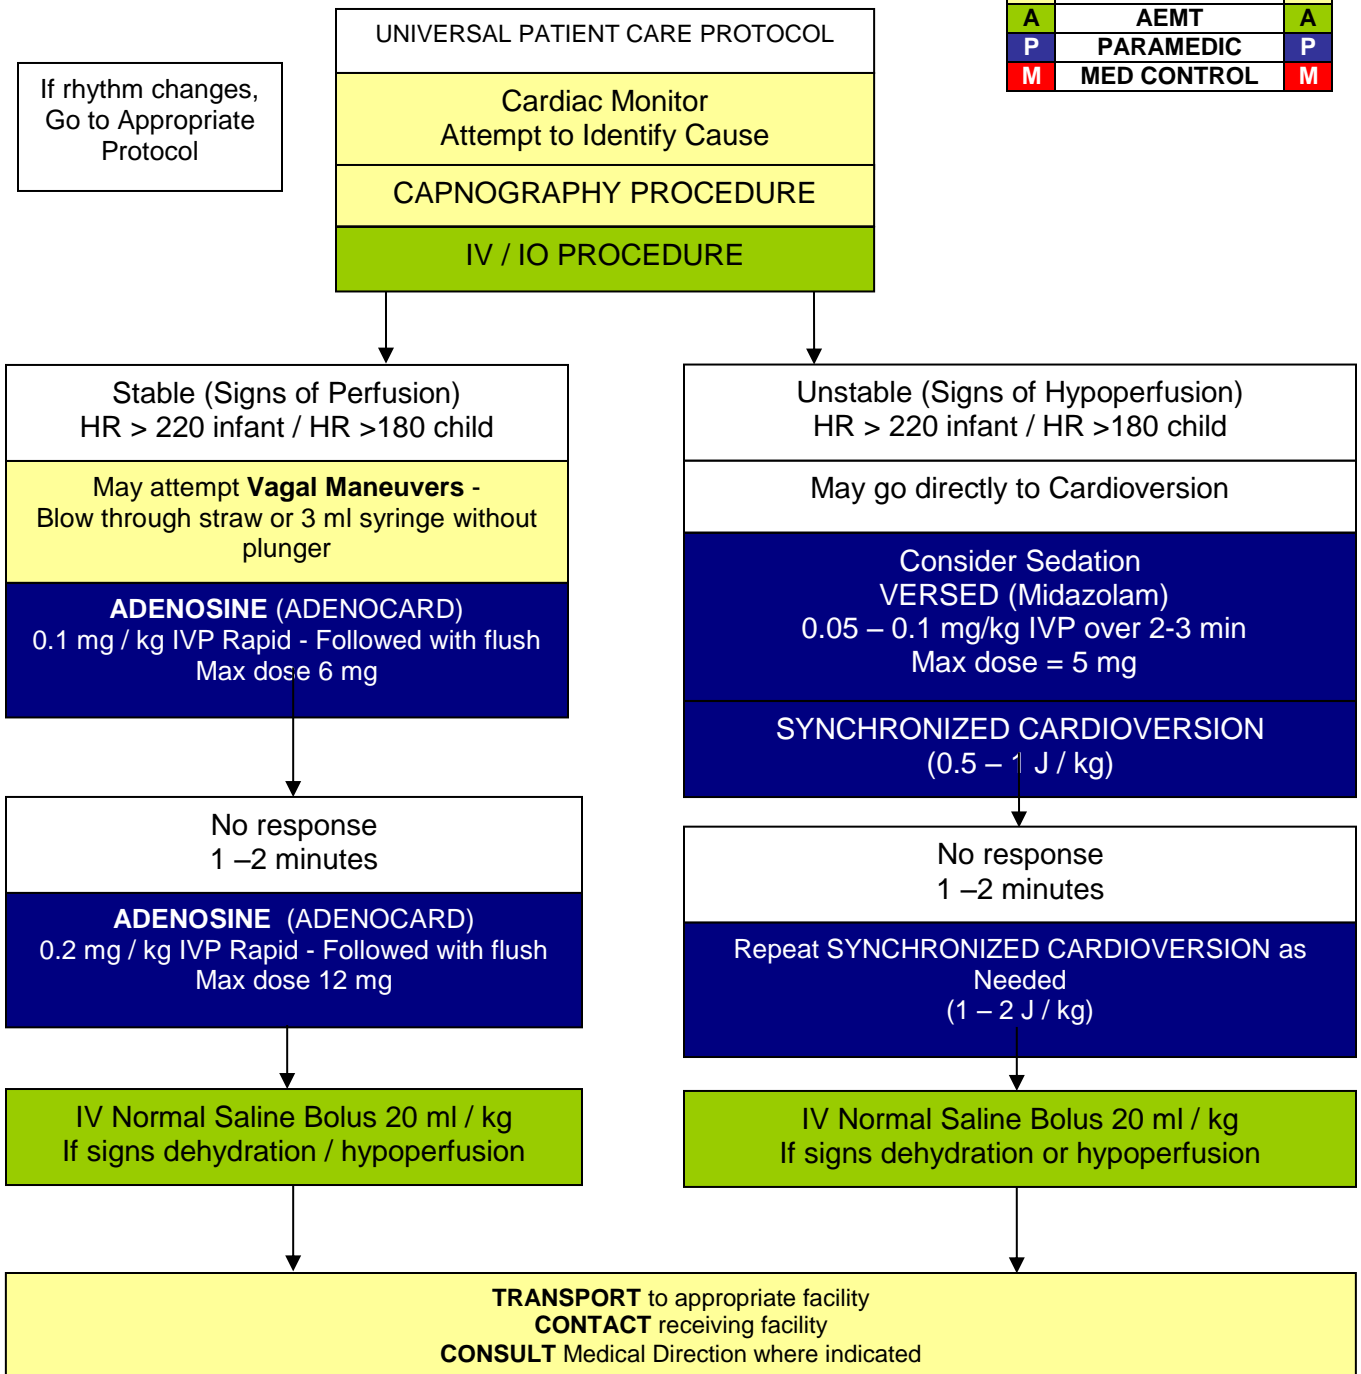 UNIVERSAL PATIENT CARE PROTOCOL
A AEMT A
P PARAMEDIC P
M MED CONTROL M
If rhythm changes,
Go to Appropriate
Protocol
Cardiac Monitor
Attempt to Identify Cause
CAPNOGRAPHY PROCEDURE
IV / IO PROCEDURE
Stable (Signs of Perfusion)
HR > 220 infant / HR >180 child
May attempt Vagal Maneuvers -
Blow through straw or 3 ml syringe without
plunger
ADENOSINE (ADENOCARD)
0.1 mg / kg IVP Rapid - Followed with flush
Max dose 6 mg
No response
1 –2 minutes
ADENOSINE (ADENOCARD)
0.2 mg / kg IVP Rapid - Followed with flush
Max dose 12 mg
IV Normal Saline Bolus 20 ml / kg
If signs dehydration / hypoperfusion
Unstable (Signs of Hypoperfusion)
HR > 220 infant / HR >180 child
May go directly to Cardioversion
Consider Sedation
VERSED (Midazolam)
0.05 – 0.1 mg/kg IVP over 2-3 min
Max dose = 5 mg
SYNCHRONIZED CARDIOVERSION
(0.5 – 1 J / kg)
No response
1 –2 minutes
Repeat SYNCHRONIZED CARDIOVERSION as
Needed
(1 – 2 J / kg)
IV Normal Saline Bolus 20 ml / kg
If signs dehydration or hypoperfusion
TRANSPORT to appropriate facility
CONTACT receiving facility
CONSULT Medical Direction where indicated